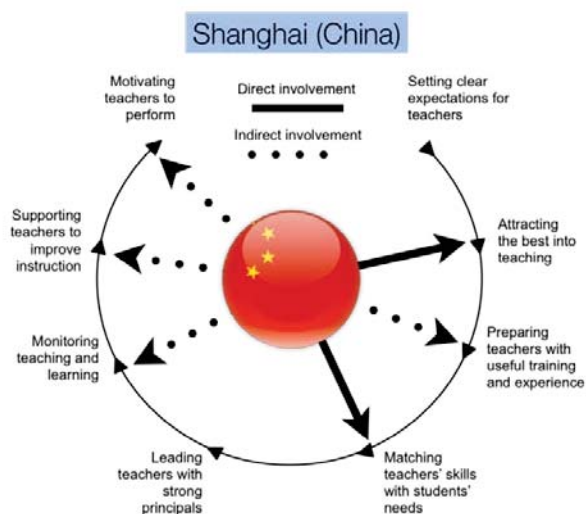 Shanghai (China)
Motivating
teachers to
perform
Direct involvement
Indirect involvement
Setting clear
expectations for
teachers
Supporting
teachers to
improve
instruction
Attracting
the best into
teaching
Monitoring
teaching and
learning
Preparing
teachers with
useful training
and experience
Leading
teachers with
strong
principals
Matching
teachers' skills
with students'
needs